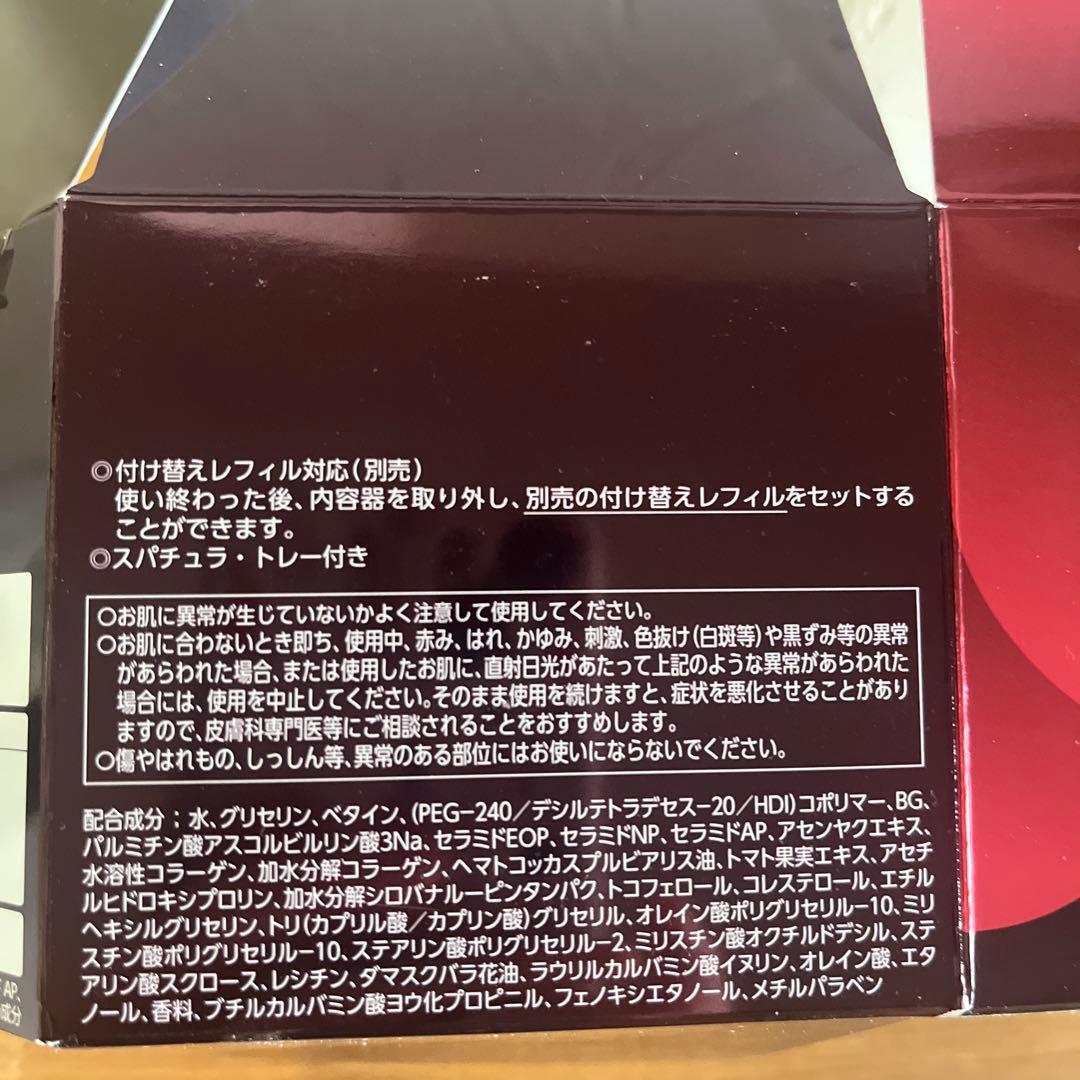 ◎付け替えレフィル対応（別売）
使い終わった後、内容器を取り外し、別売の付け替えレフィルをセットする
ことができます。
◎スパチュラ・トレー付き
○お肌に異常が生じていないかよく注意して使用してください。
○お肌に合わないとき即ち、使用中、赤み、はれ、かゆみ、刺激、色抜け（白斑等）や黒ずみ等の異常
があらわれた場合、または使用したお肌に、直射日光があたって上記のような異常があらわれた
場合には、使用を中止してください。そのまま使用を続けますと、症状を悪化させることがあり
ますので、皮膚科専門医等にご相談されることをおすすめします。
○傷やはれもの、しっしん等、異常のある部位にはお使いにならないでください。
配合成分：水、グリセリン、ベタイン、（PEG−240／デシルテトラデセス−20／HDI）コポリマー、BG、
パルミチン酸アスコルビルリン酸3Na、セラミドEOP、セラミドNP、セラミドAP、アセンヤクエキス、
水溶性コラーゲン、加水分解コラーゲン、ヘマトコッカスプルビアリス油、トマト果実エキス、アセチ
ルヒドロキシプロリン、加水分解シロバナルーピンタンパク、トコフェロール、コレステロール、エチル
ヘキシルグリセリン、トリ（カプリル酸／カプリン酸）グリセリル、オレイン酸ポリグリセリル−10、ミリ
スチン酸ポリグリセリル−10、ステアリン酸ポリグリセリル−2、ミリスチン酸オクチルドデシル、ステ
アリン酸スクロース、レシチン、ダマスクバラ花油、ラウリルカルバミン酸イヌリン、オレイン酸、エタ
ノール、香料、ブチルカルバミン酸ヨウ化プロピニル、フェノキシエタノール、メチルパラベン
AP、
成分